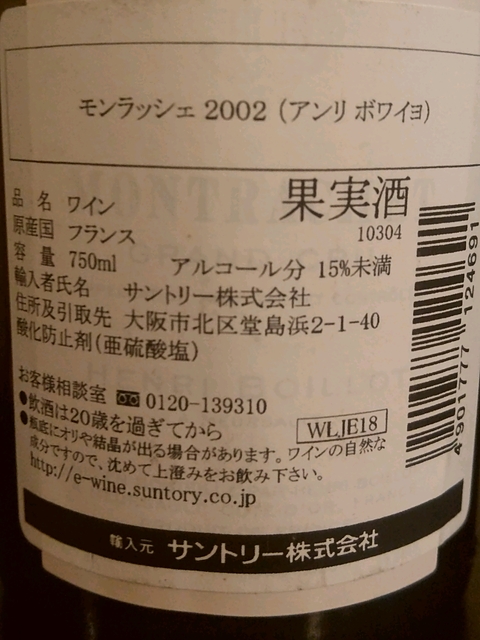 モンラッシェ 2002 (アンリ ボワイヨ)
品 名 ワイン
果実酒
原産国 フランス
10304
容 量 750ml アルコール分 15%未満
輸入者氏名 サントリー株式会社
住所及引取先 大阪市北区堂島浜2-1-40
酸化防止剤(亜硫酸塩)
お客様相談室 0120-139310
●飲酒は20歳を過ぎてから
WLJE18
●瓶底にオリや結晶が出る場合があります。ワインの自然な
成分ですので、沈めて上澄みをお飲み下さい。
http://e-wine.suntory.co.jp
4 901777 124691
輸入元 サントリー株式会社